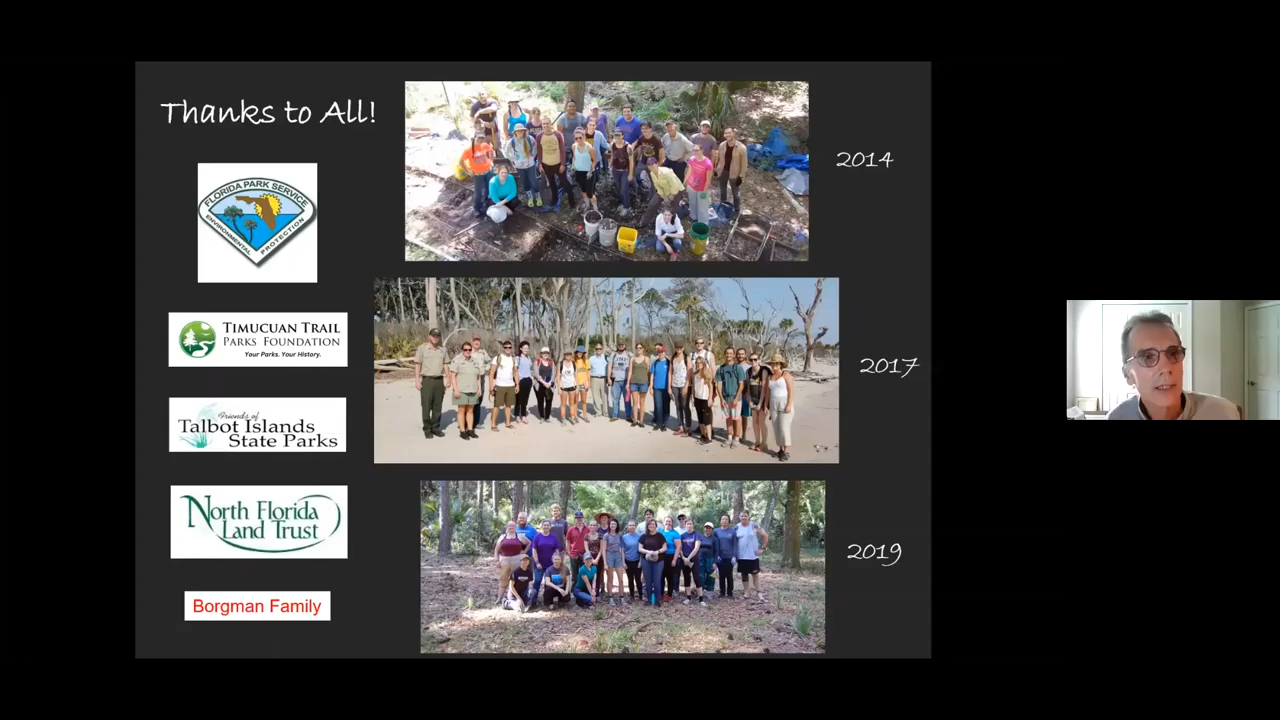 Thanks to All!
FLORIDA PARK SERVICE
ENVIRONMENTAL PROTECTION
TIMUCUAN TRAIL
PARKS FOUNDATION
Your Parks. Your History.
Friends of
Talbot Islands
State Parks
North Florida
Land Trust
Borgman Family
2014
2017
2019